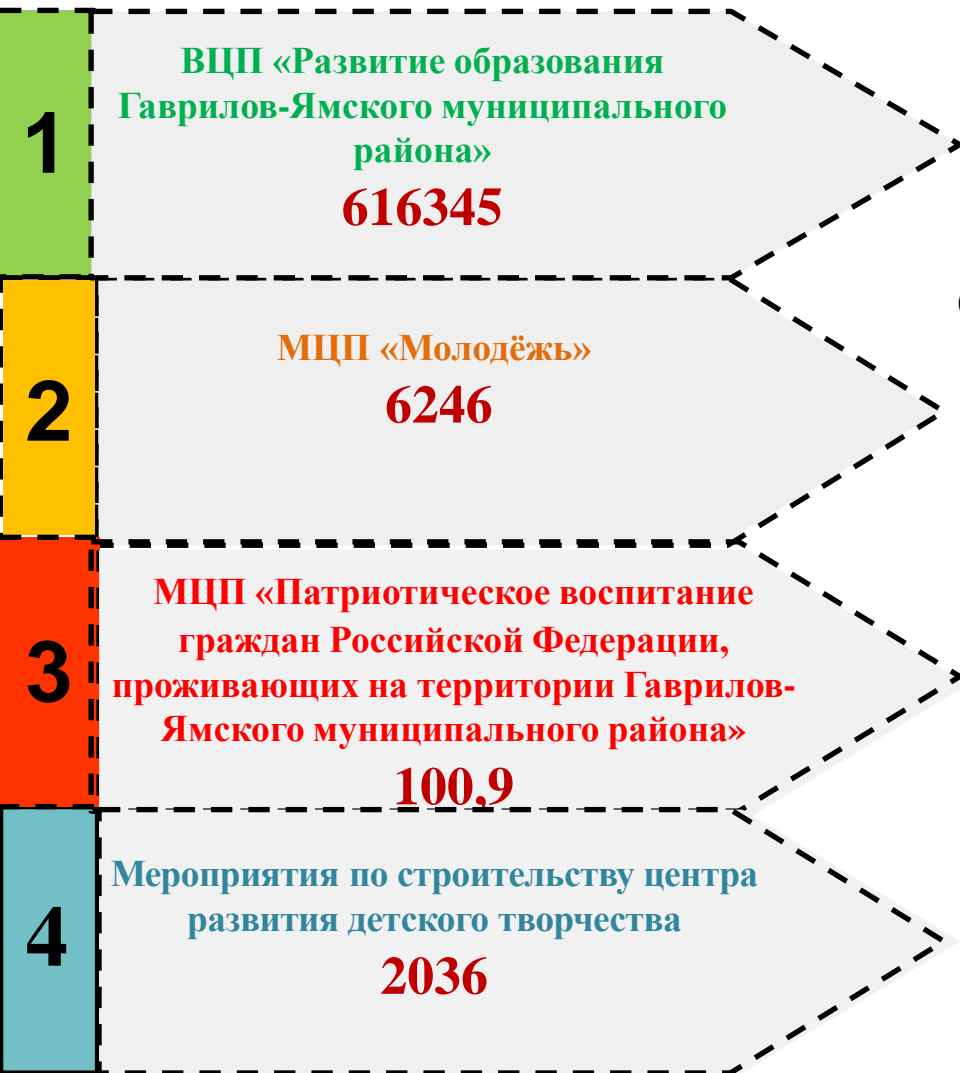 1
ВЦП «Развитие образования
Гаврилов-Ямского муниципального
района»
616345
2
МЦП «Молодёжь»
6246
3
МЦП «Патриотическое воспитание
граждан Российской Федерации,
проживающих на территории Гаврилов-
Ямского муниципального района»
100,9
4
Мероприятия по строительству центра
развития детского творчества
2036